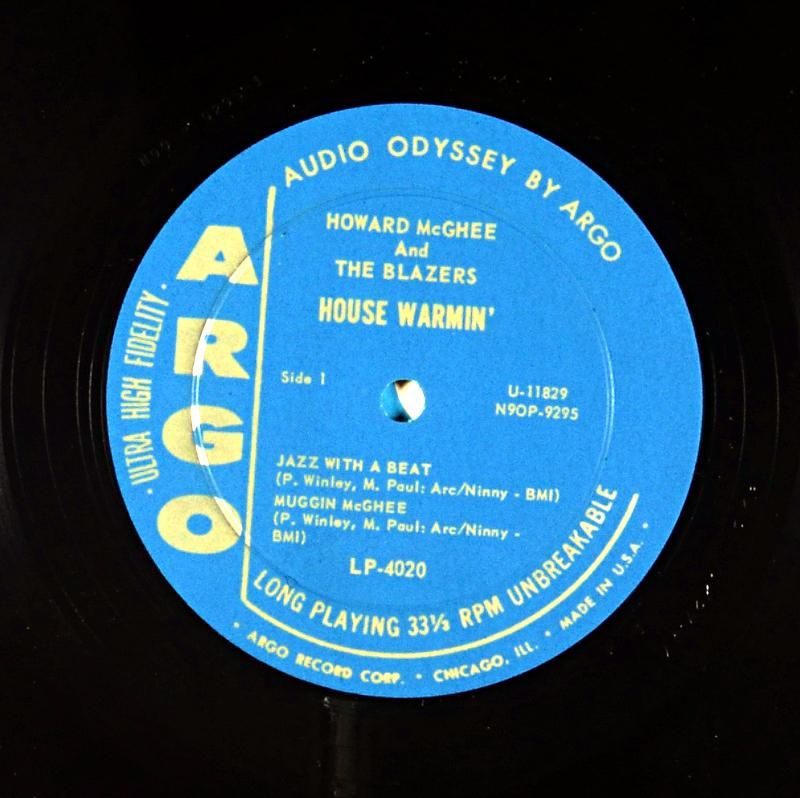 AUDIO ODYSSEY BY ARGO
ARGO
· ULTRA HIGH FIDELITY ·
HOWARD McGHEE
And
THE BLAZERS
HOUSE WARMIN'
Side 1
U-11829
N9OP-9295
JAZZ WITH A BEAT
(P. Winley, M. Paul: Arc/Ninny - BMI)
MUGGIN McGHEE
(P. Winley, M. Paul: Arc/Ninny -
BMI)
LP-4020
LONG PLAYING 33⅓ RPM UNBREAKABLE
· ARGO RECORD CORP. · CHICAGO, ILL. · MADE IN U.S.A. ·